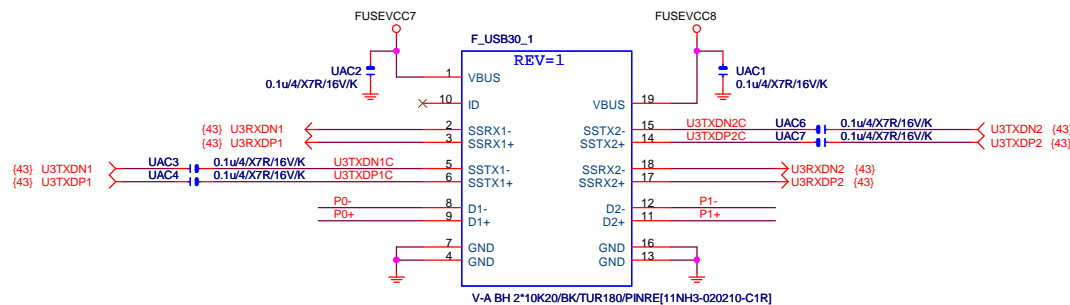 FUSEVCC7
FUSEVCC8
F_USB30_1
REV=1
UAC2
0.1u/4/X7R/16V/K
UAC1
0.1u/4/X7R/16V/K
1 VBUS
10 ID
VBUS 19
{43} U3RXDN1 2 SSRX1-
{43} U3RXDP1 3 SSRX1+
SSTX2- 15 U3TXDN2C UAC6 0.1u/4/X7R/16V/K U3TXDN2 {43}
SSTX2+ 14 U3TXDP2C UAC7 0.1u/4/X7R/16V/K U3TXDP2 {43}
{43} U3TXDN1 UAC3 0.1u/4/X7R/16V/K U3TXDN1C 5 SSTX1-
{43} U3TXDP1 UAC4 0.1u/4/X7R/16V/K U3TXDP1C 6 SSTX1+
SSRX2- 18 U3RXDN2 {43}
SSRX2+ 17 U3RXDP2 {43}
P0- 8 D1-
P0+ 9 D1+
D2- 12 P1-
D2+ 11 P1+
7 GND
4 GND
GND 16
GND 13
V-A BH 2*10K20/BK/TUR180/PINRE[11NH3-020210-C1R]